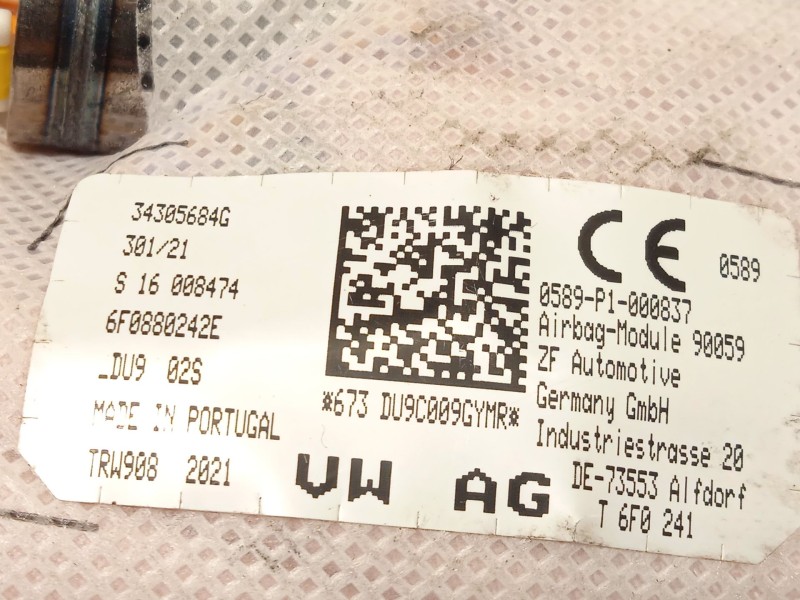 34305684G
301/21
S 16 008474
6F0880242E
_DU9 02S
MADE IN PORTUGAL
TRW908 2021
*673 DU9C009GYMR*
VW AG
CE 0589
0589-P1-000837
Airbag-Module 90059
ZF Automotive
Germany GmbH
Industriestrasse 20
DE-73553 Alfdorf
T 6F0 241